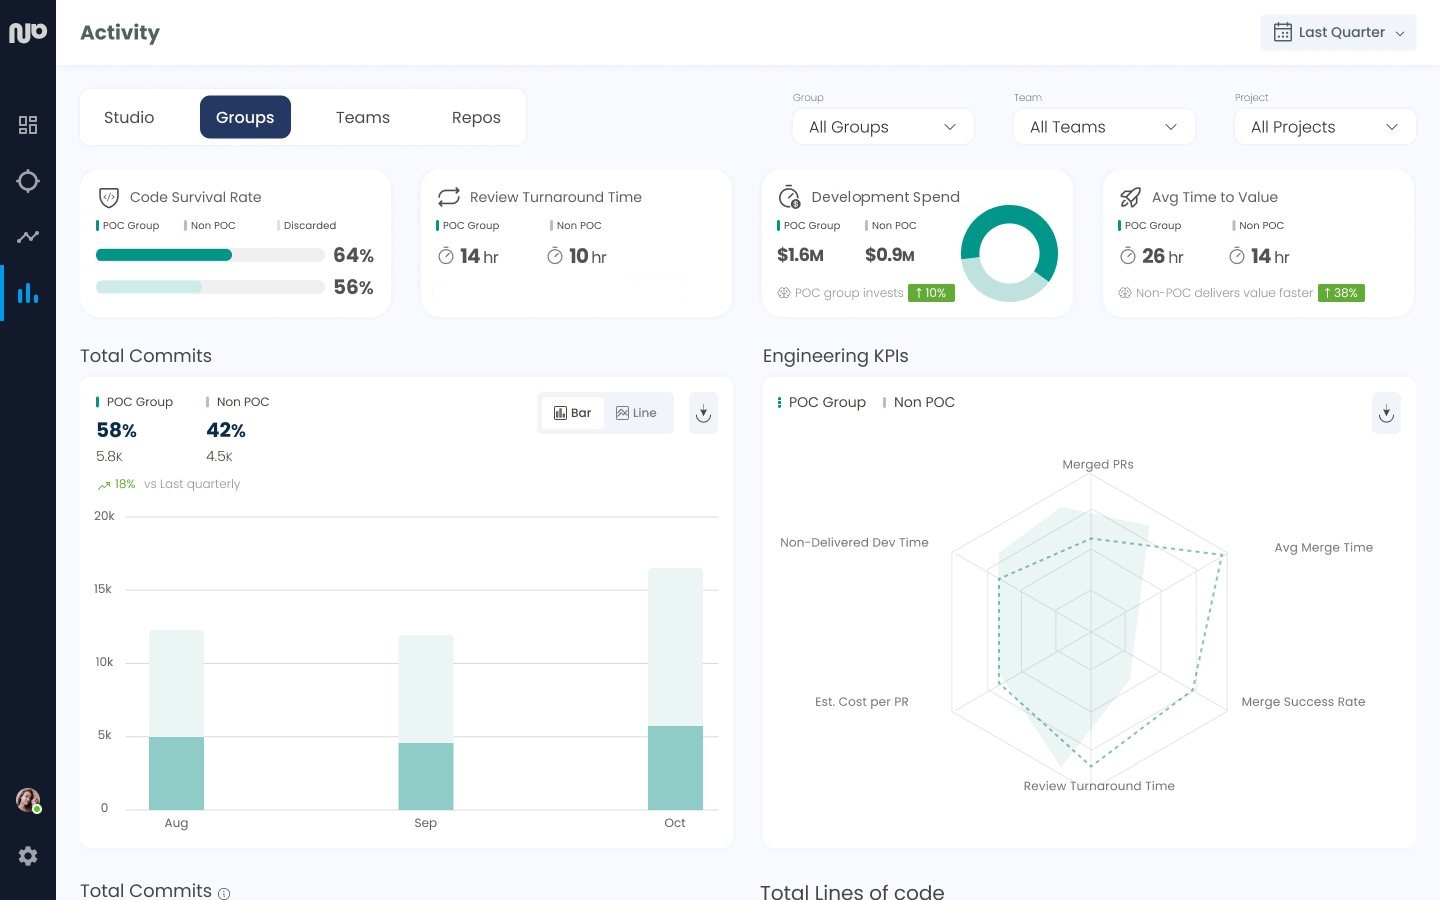 Activity
Last Quarter
Studio
Groups
Teams
Repos
Group
All Groups
Team
All Teams
Project
All Projects
Code Survival Rate
POC Group
Non POC
Discarded
64%
56%
Review Turnaround Time
POC Group
Non POC
14 hr
10 hr
Development Spend
POC Group
Non POC
$1.6M
$0.9M
POC group invests
↑ 10%
Avg Time to Value
POC Group
Non POC
26 hr
14 hr
Non-POC delivers value faster
↑ 38%
Total Commits
POC Group
Non POC
58%
42%
5.8K
4.5K
18% vs Last quarterly
Bar
Line
20k
15k
10k
5k
0
Aug
Sep
Oct
Engineering KPIs
POC Group
Non POC
Merged PRs
Non-Delivered Dev Time
Avg Merge Time
Est. Cost per PR
Merge Success Rate
Review Turnaround Time
Total Commits
Total Lines of code